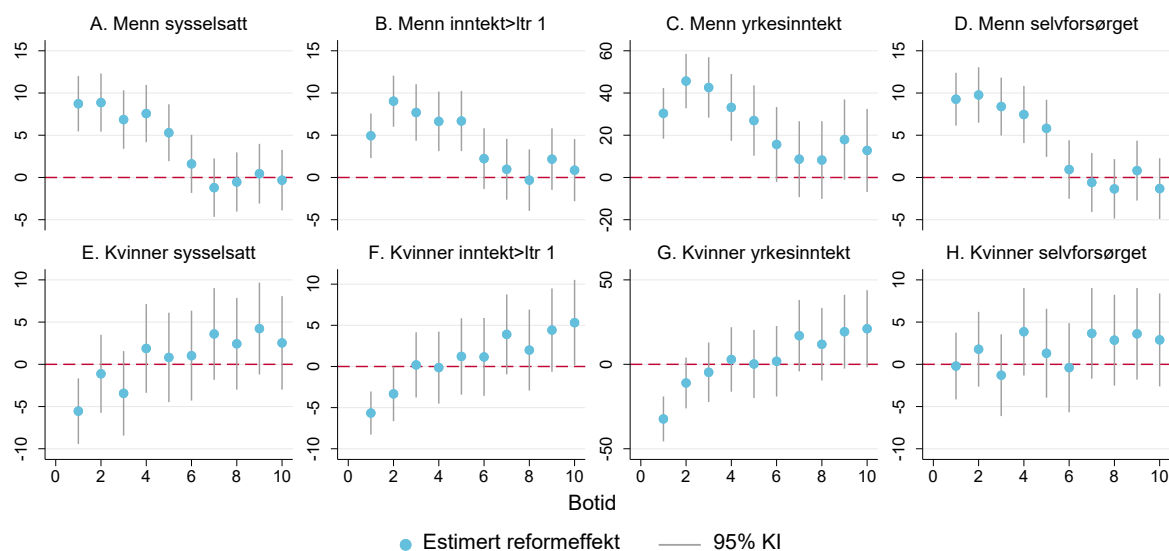 A. Menn sysselsatt
B. Menn inntekt>ltr 1
C. Menn yrkesinntekt
D. Menn selvforsørget
15
10
5
0
-5
15
10
5
0
-5
60
40
20
0
-20
15
10
5
0
-5
E. Kvinner sysselsatt
F. Kvinner inntekt>ltr 1
G. Kvinner yrkesinntekt
H. Kvinner selvforsørget
10
5
0
-5
-10
10
5
0
-5
-10
50
0
-50
10
5
0
-5
-10
0 2 4 6 8 10
0 2 4 6 8 10
0 2 4 6 8 10
0 2 4 6 8 10
Botid
Estimert reformeffekt
95% KI